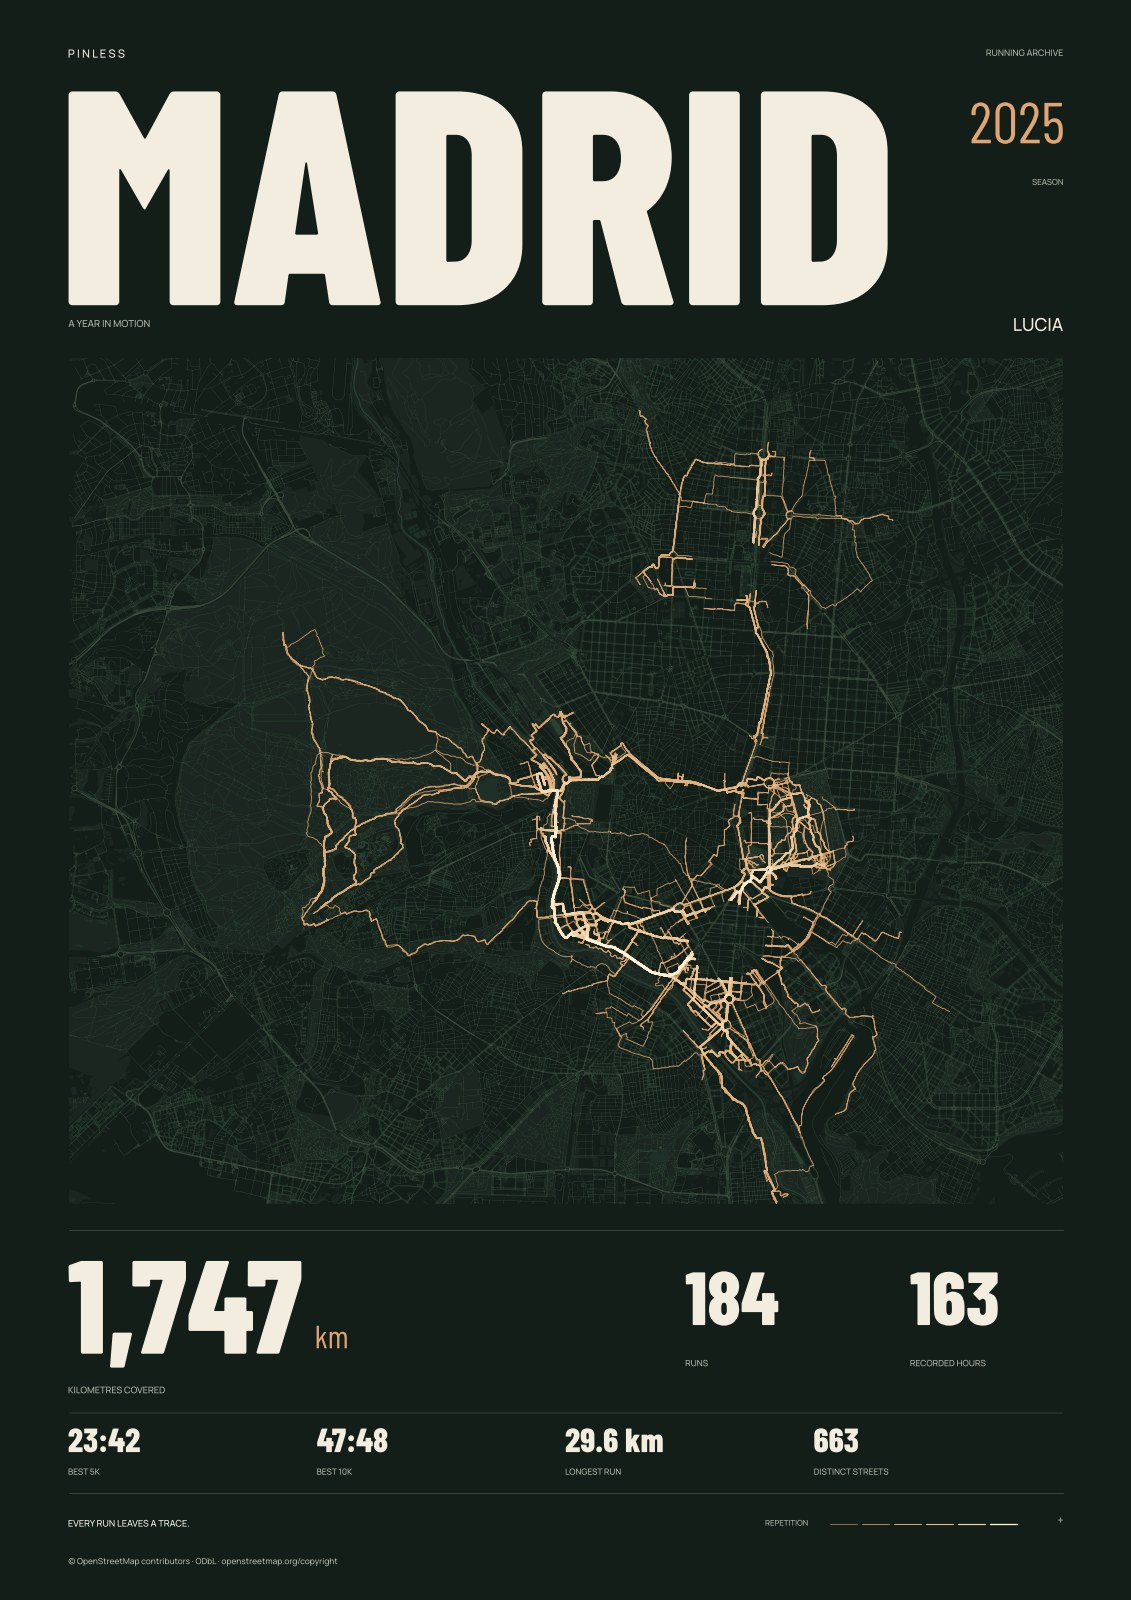 PINLESS
RUNNING ARCHIVE
MADRID
2025
SEASON
A YEAR IN MOTION
LUCIA
1,747 km
KILOMETRES COVERED
184
RUNS
163
RECORDED HOURS
23:42
BEST 5K
47:48
BEST 10K
29.6 km
LONGEST RUN
663
DISTINCT STREETS
EVERY RUN LEAVES A TRACE.
REPETITION
+
© OpenStreetMap contributors · ODbL · openstreetmap.org/copyright